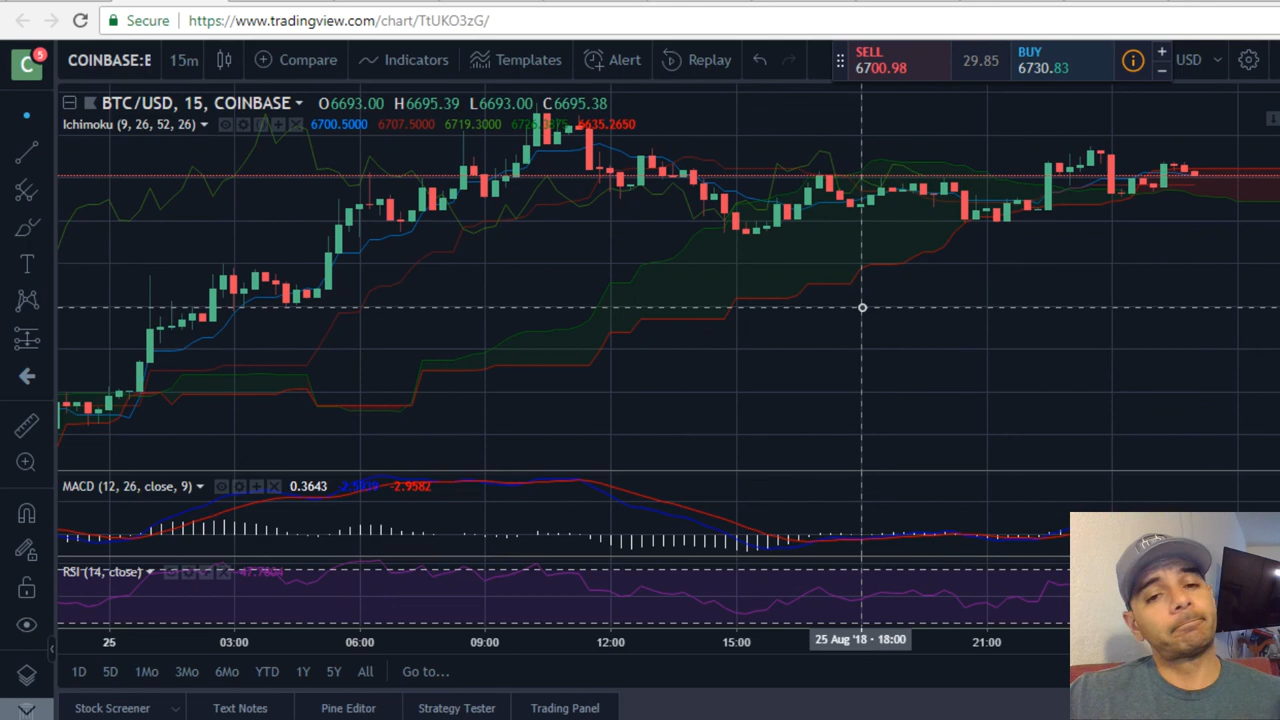 Secure https://www.tradingview.com/chart/TtUKO3zG/
C 5 COINBASE:E 15m Compare Indicators Templates Alert Replay SELL 6700.98 29.85 BUY 6730.83 USD
BTC/USD, 15, COINBASE O6693.00 H6695.39 L6693.00 C6695.38
Ichimoku (9, 26, 52, 26) 6700.5000 6707.5000 6719.3000 6635.2650
MACD (12, 26, close, 9) 0.3643 -2.9582
RSI (14, close)
25 03:00 06:00 09:00 12:00 15:00 25 Aug '18 - 18:00 21:00
1D 5D 1Mo 3Mo 6Mo YTD 1Y 5Y All Go to...
Stock Screener Text Notes Pine Editor Strategy Tester Trading Panel